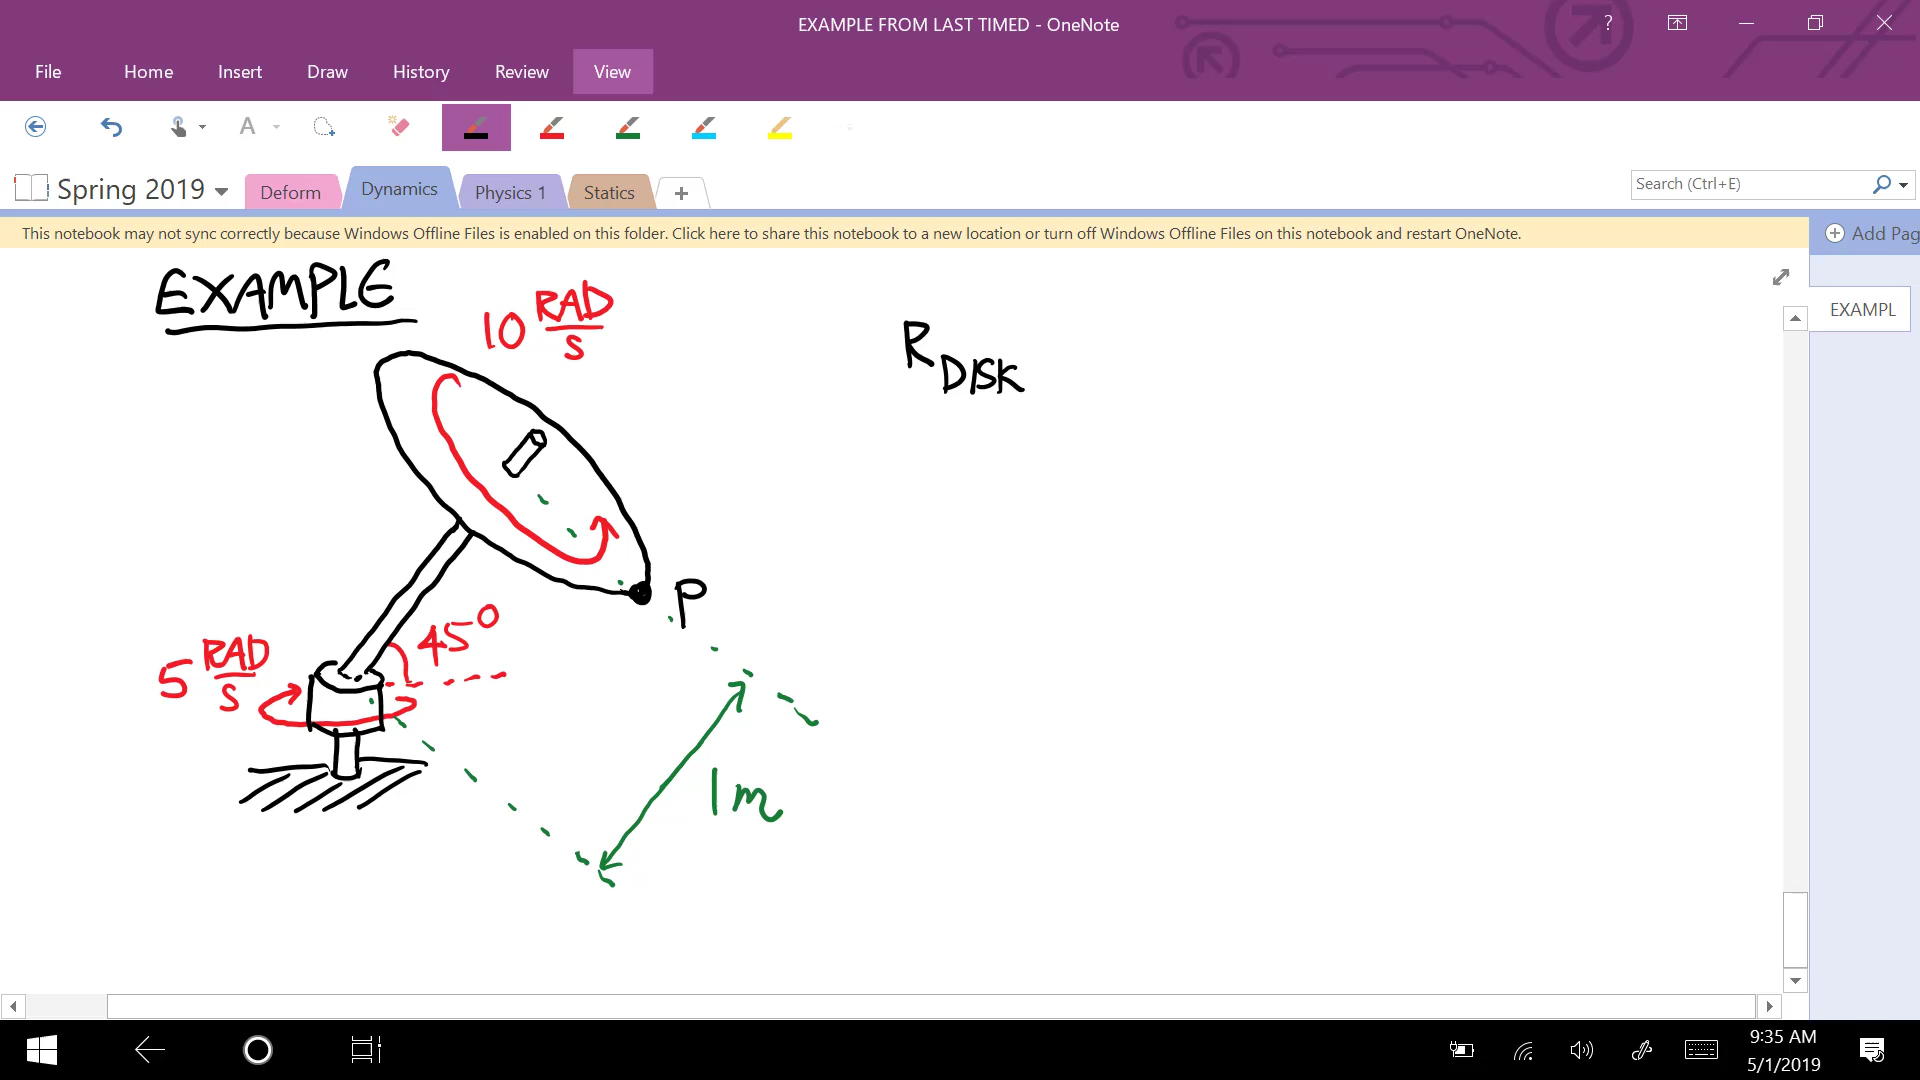 EXAMPLE FROM LAST TIMED - OneNote
?
File Home Insert Draw History Review View
A
Spring 2019 Deform Dynamics Physics 1 Statics +
Search (Ctrl+E)
This notebook may not sync correctly because Windows Offline Files is enabled on this folder. Click here to share this notebook to a new location or turn off Windows Offline Files on this notebook and restart OneNote.
Add Pag
EXAMPL
EXAMPLE
10 RAD/S
R DISK
P
45°
5 RAD/S
1m
9:35 AM
5/1/2019